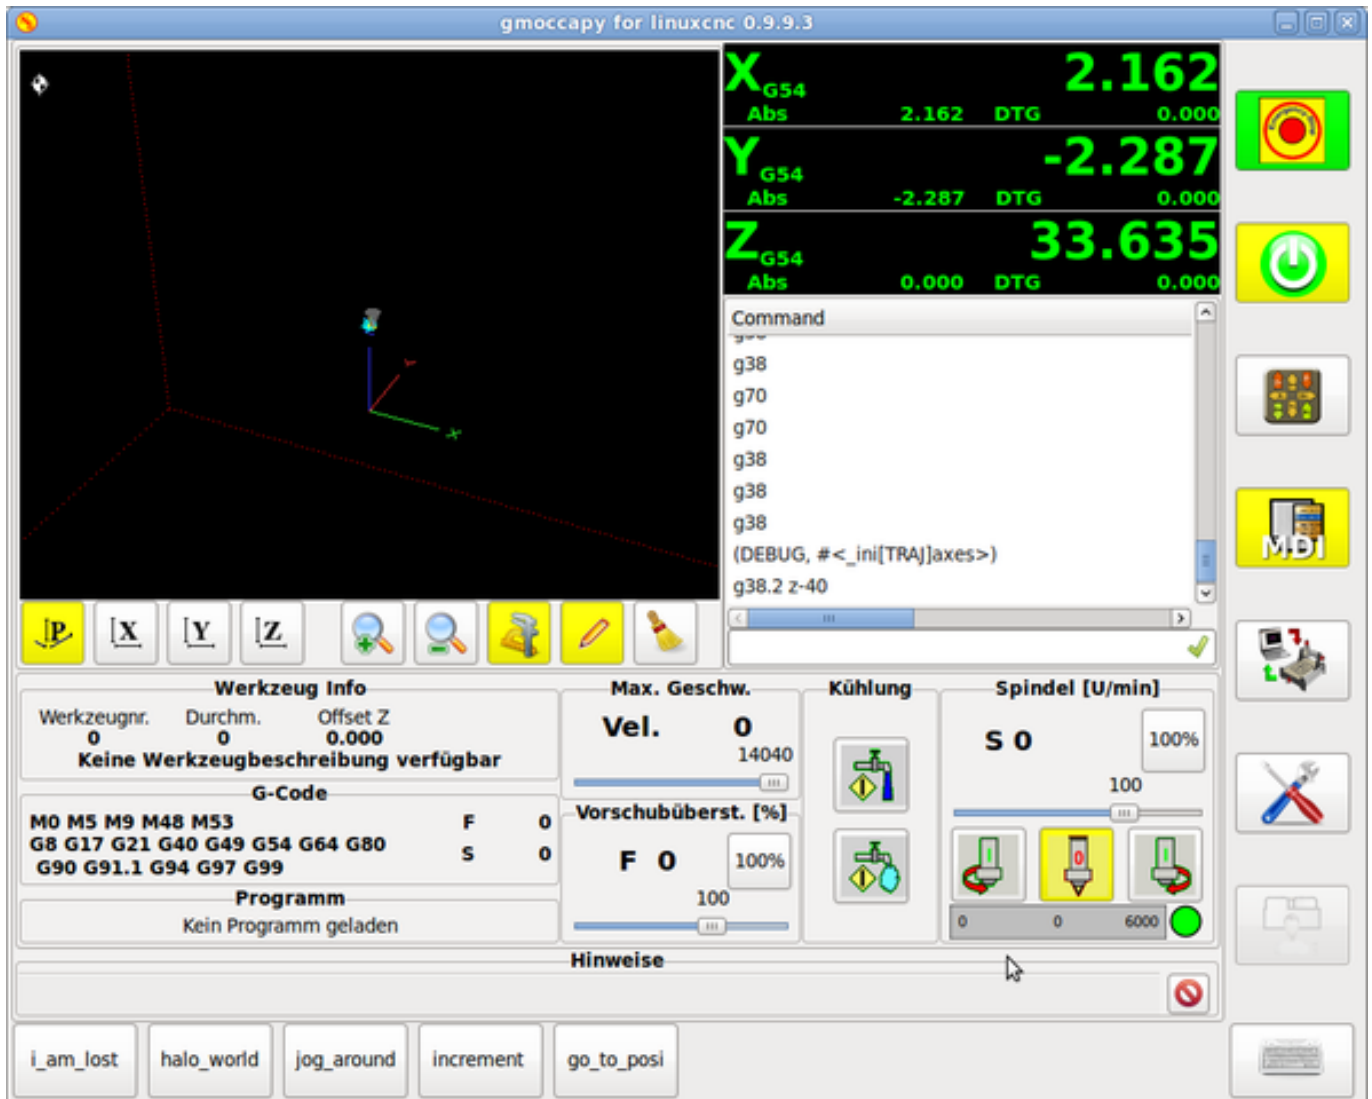 gmoccapy for linuxcnc 0.9.9.3
X G54 2.162
Abs 2.162 DTG 0.000
Y G54 -2.287
Abs -2.287 DTG 0.000
Z G54 33.635
Abs 0.000 DTG 0.000
Command
g38
g70
g70
g38
g38
g38
(DEBUG, #<_ini[TRAJ]axes>)
g38.2 z-40
Y
X
P X Y Z
MDI
Werkzeug Info
Werkzeugnr. Durchm. Offset Z
0 0 0.000
Keine Werkzeugbeschreibung verfügbar
G-Code
M0 M5 M9 M48 M53 F 0
G8 G17 G21 G40 G49 G54 G64 G80 S 0
G90 G91.1 G94 G97 G99
Programm
Kein Programm geladen
Max. Geschw.
Vel. 0
14040
Vorschubüberst. [%]
F 0 100%
100
Kühlung
Spindel [U/min]
S 0 100%
100
0
0 0 6000
Hinweise
i_am_lost halo_world jog_around increment go_to_posi